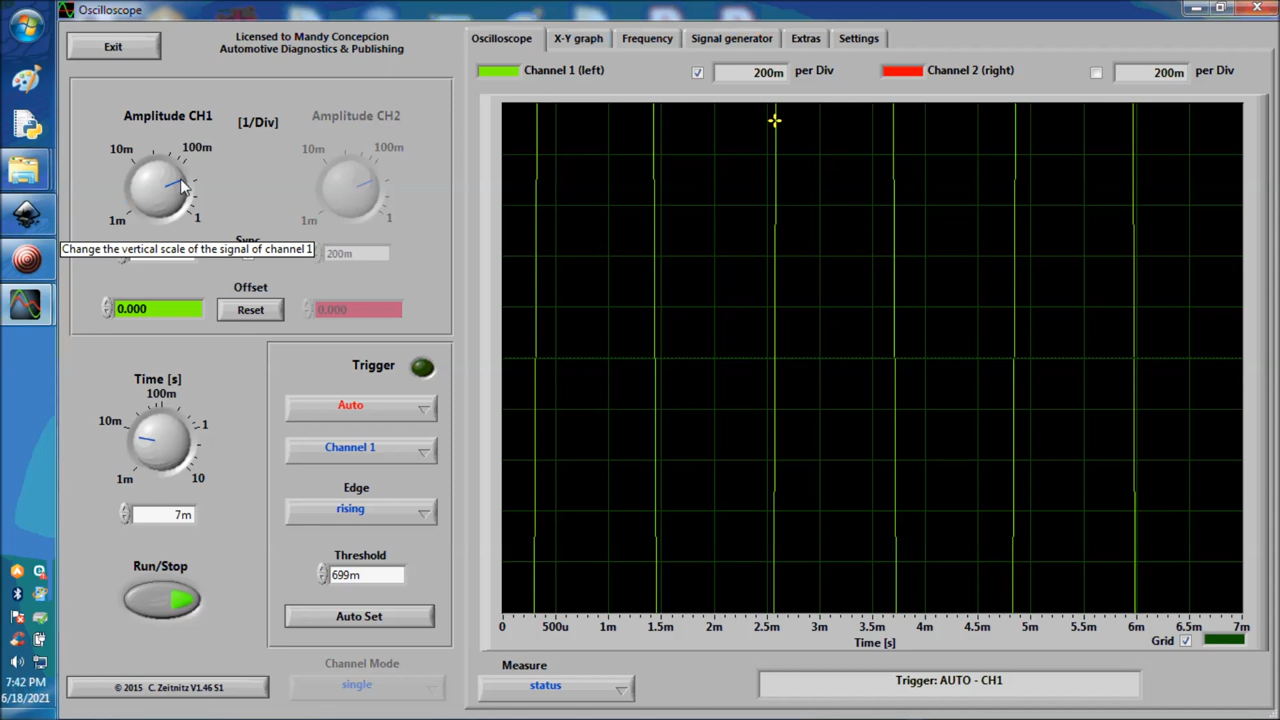 Oscilloscope
Exit
Licensed to Mandy Concepcion
Automotive Diagnostics & Publishing
Amplitude CH1
[1/Div]
Amplitude CH2
10m
100m
1m
1
10m
100m
1m
1
Change the vertical scale of the signal of channel 1
200m
Offset
0.000
Reset
0.000
Time [s]
100m
10m
1
1m
10
7m
Run/Stop
Trigger
Auto
Channel 1
Edge
rising
Threshold
699m
Auto Set
Channel Mode
single
© 2015 C. Zeitnitz V1.46 S1
Oscilloscope
X-Y graph
Frequency
Signal generator
Extras
Settings
Channel 1 (left)
200m
per Div
Channel 2 (right)
200m
per Div
0 500u 1m 1.5m 2m 2.5m 3m 3.5m 4m 4.5m 5m 5.5m 6m 6.5m 7m
Time [s]
Grid
Measure
status
Trigger: AUTO - CH1
7:42 PM
6/18/2021